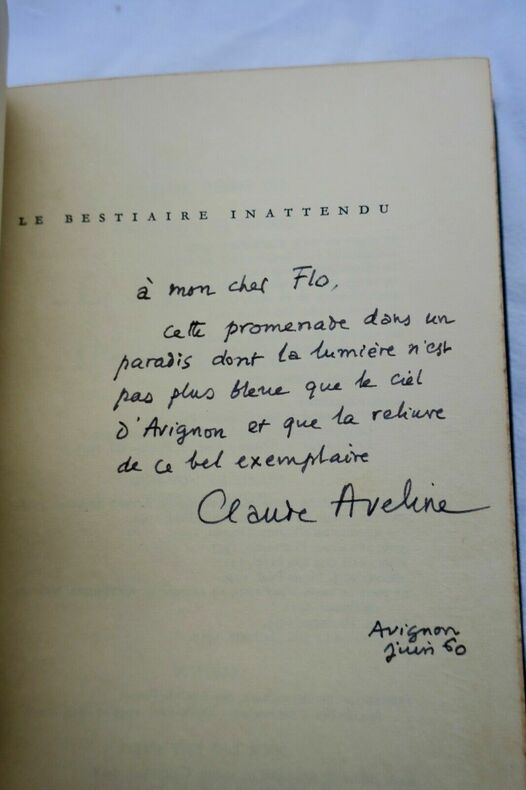 LE BESTIAIRE INATTENDU
à mon cher Flo,
cette promenade dans un
paradis dont la lumière n'est
pas plus bleue que le ciel
D'Avignon et que la reliure
de ce bel exemplaire
Claude Aveline
Avignon
juin 60